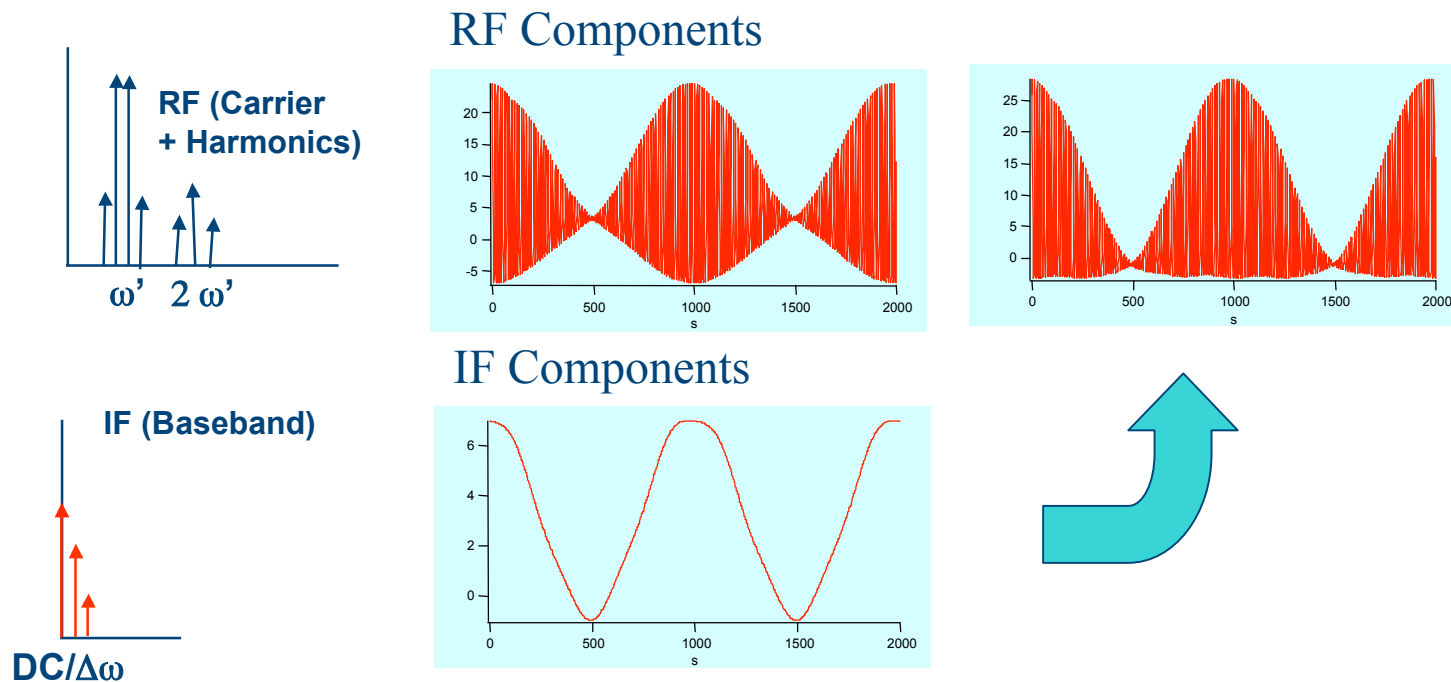 RF Components
RF (Carrier
+ Harmonics)
ω’ 2 ω’
20
15
10
5
0
-5
0 500 1000 1500 2000
s
25
20
15
10
5
0
0 500 1000 1500 2000
s
IF Components
IF (Baseband)
DC/Δω
6
4
2
0
0 500 1000 1500 2000
s